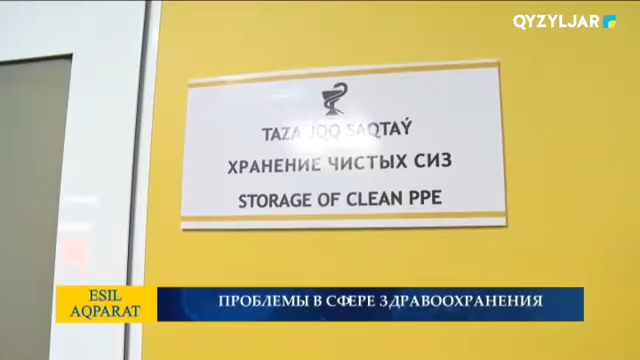 QYZYLJAR
TAZA JQQ SAQTAÝ
ХРАНЕНИЕ ЧИСТЫХ СИЗ
STORAGE OF CLEAN PPE
ESIL
AQPARAT
ПРОБЛЕМЫ В СФЕРЕ ЗДРАВООХРАНЕНИЯ